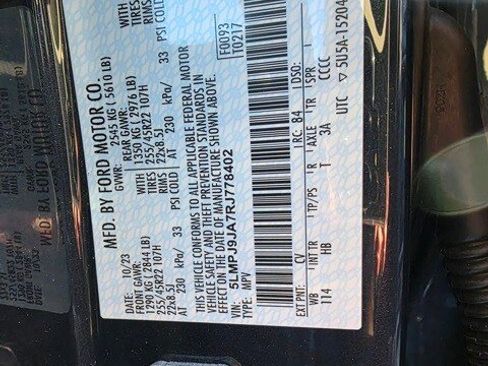 MFD. BY FORD MOTOR CO.
10/23 GVWR: 2545 KG ( 5610 LB)
FRONT GAWR: 1290 KG (2844 LB) REAR GAWR: 1350 KG (2976 LB)
255/45R22 107H TIRES 255/45R22 107H TIRES
22x8.5J RIMS 22x8.5J RIMS
AT 230 kPa/ 33 PSI COLD AT 230 kPa/ 33 PSI COLD
THIS VEHICLE CONFORMS TO ALL APPLICABLE FEDERAL MOTOR
VEHICLE SAFETY AND THEFT PREVENTION STANDARDS IN
EFFECT ON THE DATE OF MANUFACTURE SHOWN ABOVE.
F0093
T0217
VIN: 5LMPJ9JA7RJ778402
TYPE: MPV
EXT PNT: CV RC: B4 DSO:
WB INT TR TP/PS R AXLE TR SPR
114 HB T 3A CCCC
UTC ▽ 5U5A-15204